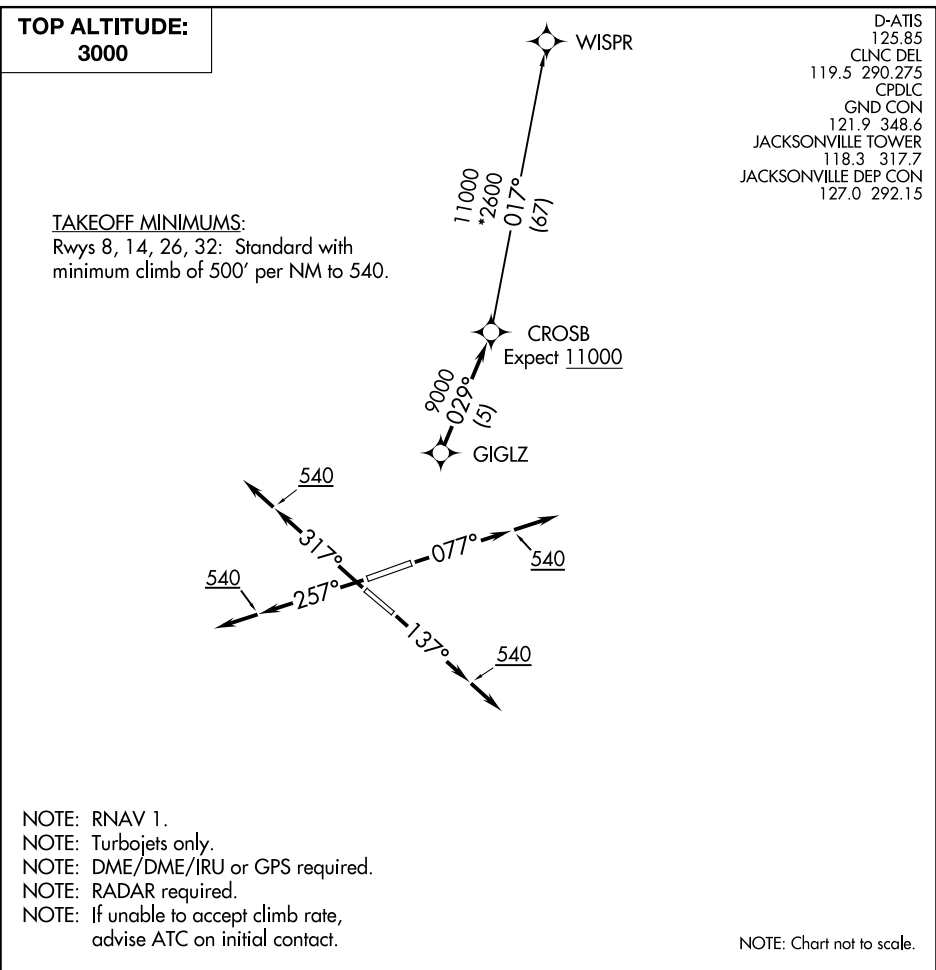 TOP ALTITUDE:
3000
D-ATIS
125.85
CLNC DEL
119.5 290.275
CPDLC
GND CON
121.9 348.6
JACKSONVILLE TOWER
118.3 317.7
JACKSONVILLE DEP CON
127.0 292.15
WISPR
11000
*2600
017°
(67)
TAKEOFF MINIMUMS:
Rwys 8, 14, 26, 32: Standard with
minimum climb of 500' per NM to 540.
CROSB
Expect 11000
9000
029°
(5)
GIGLZ
540
317°
077°
540
540
257°
137°
540
NOTE: RNAV 1.
NOTE: Turbojets only.
NOTE: DME/DME/IRU or GPS required.
NOTE: RADAR required.
NOTE: If unable to accept climb rate,
advise ATC on initial contact.
NOTE: Chart not to scale.